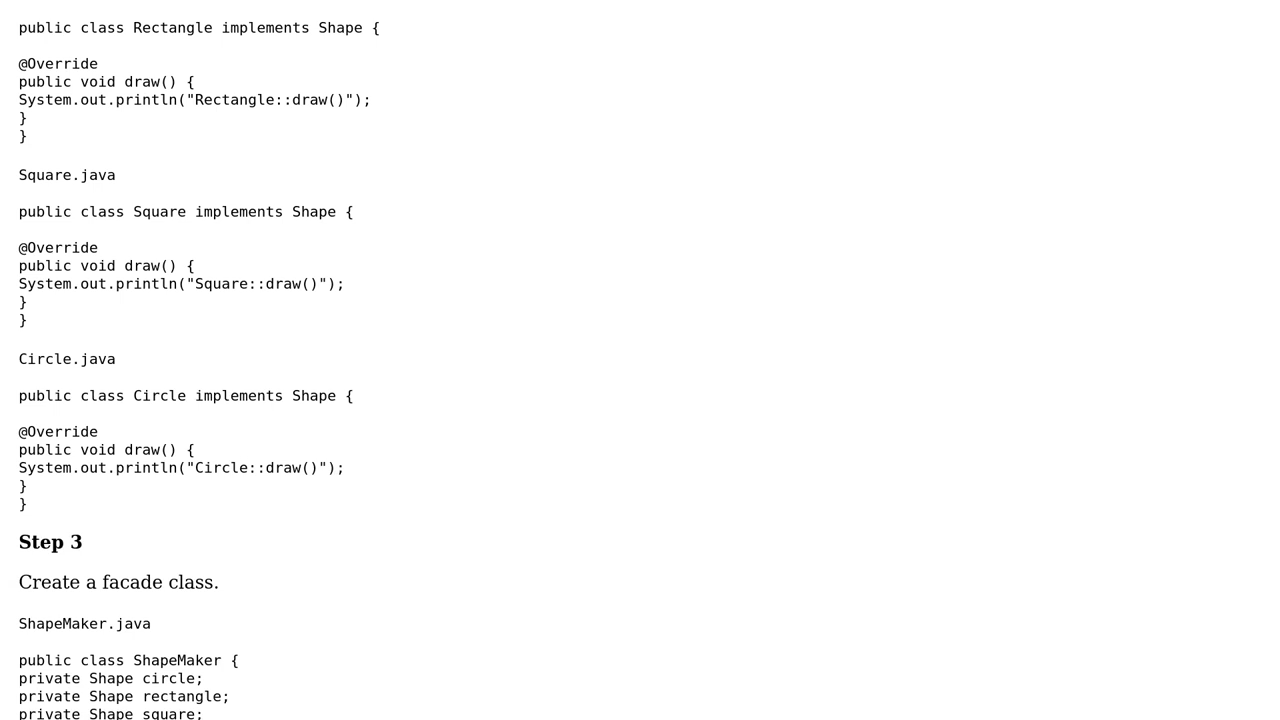 public class Rectangle implements Shape {
@Override
public void draw() {
System.out.println("Rectangle::draw()");
}
}
Square.java
public class Square implements Shape {
@Override
public void draw() {
System.out.println("Square::draw()");
}
}
Circle.java
public class Circle implements Shape {
@Override
public void draw() {
System.out.println("Circle::draw()");
}
}
Step 3
Create a facade class.
ShapeMaker.java
public class ShapeMaker {
private Shape circle;
private Shape rectangle;
private Shape square;